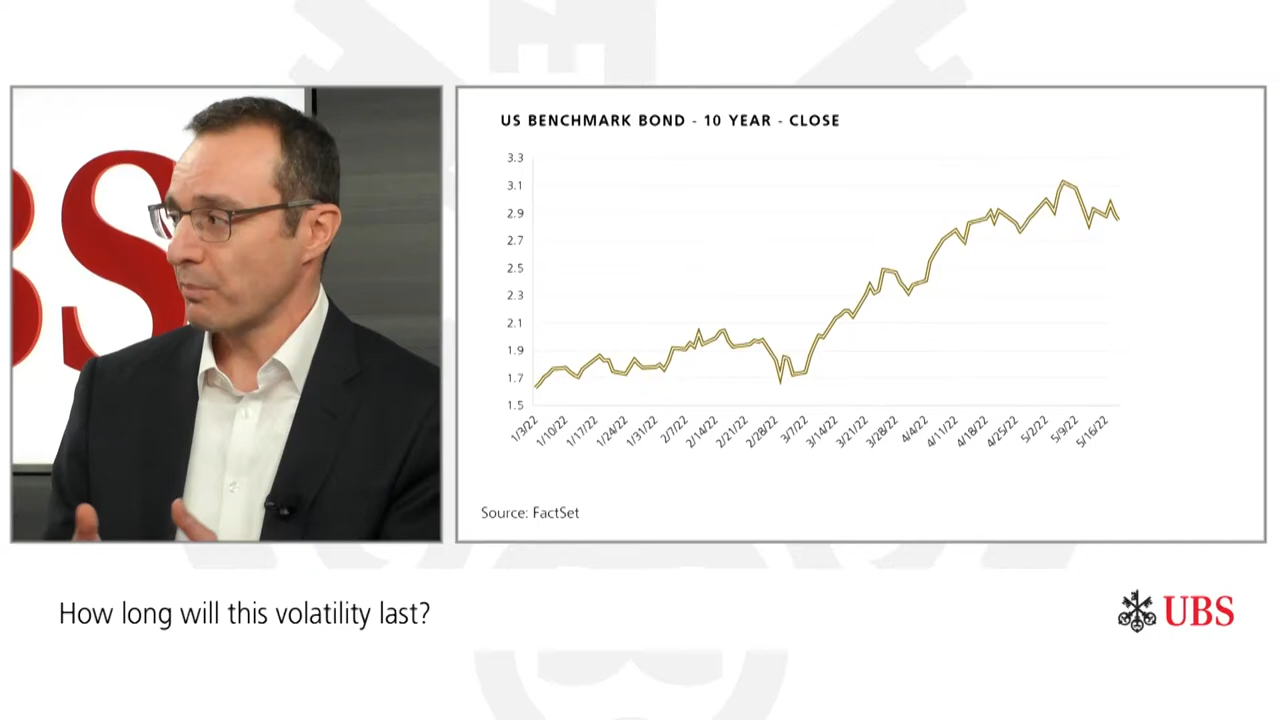 BS
US BENCHMARK BOND - 10 YEAR - CLOSE
3.3
3.1
2.9
2.7
2.5
2.3
2.1
1.9
1.7
1.5
1/3/22 1/10/22 1/17/22 1/24/22 1/31/22 2/7/22 2/14/22 2/21/22 2/28/22 3/7/22 3/14/22 3/21/22 3/28/22 4/4/22 4/11/22 4/18/22 4/25/22 5/2/22 5/9/22 5/16/22
Source: FactSet
How long will this volatility last?
UBS